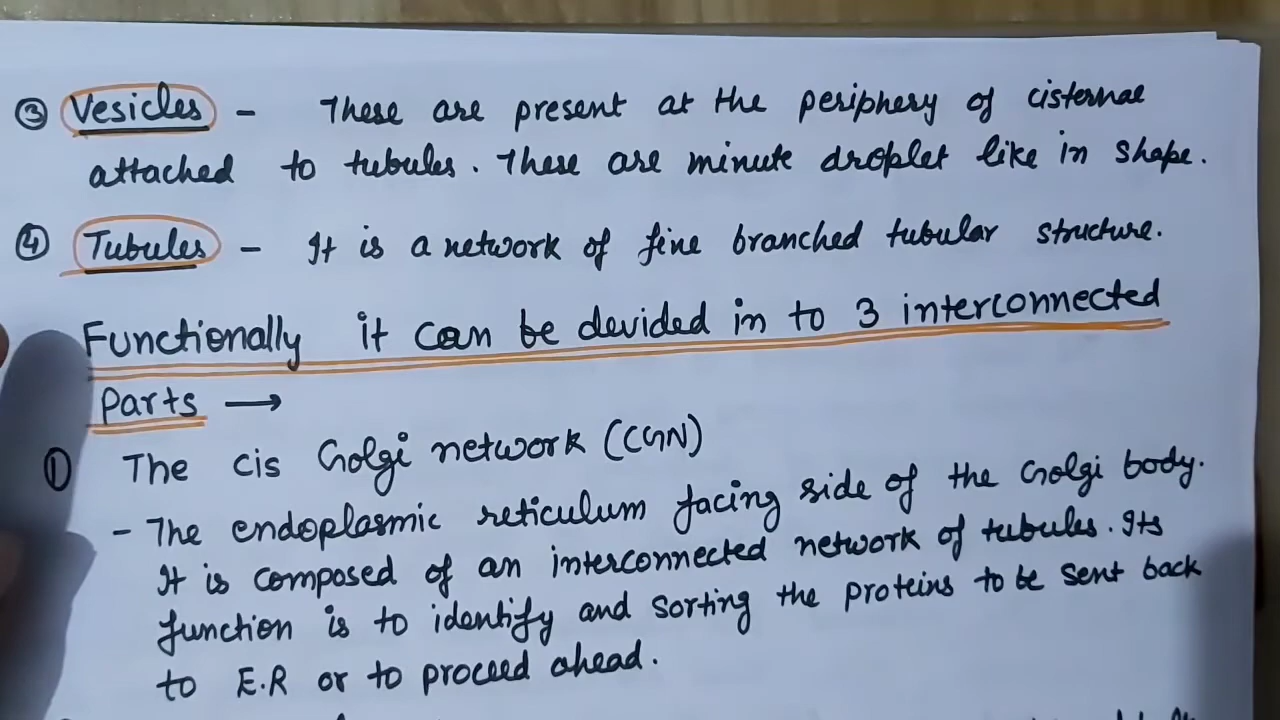 ③ Vesicles - These are present at the periphery of cisternae
attached to tubules. These are minute droplet like in shape.
④ Tubules - It is a network of fine branched tubular structure.
Functionally it can be devided in to 3 interconnected
Parts →
① The cis Golgi network (CGN)
- The endoplasmic reticulum facing side of the Golgi body.
It is composed of an interconnected network of tubules. Its
function is to identify and sorting the proteins to be sent back
to E.R or to proceed ahead.